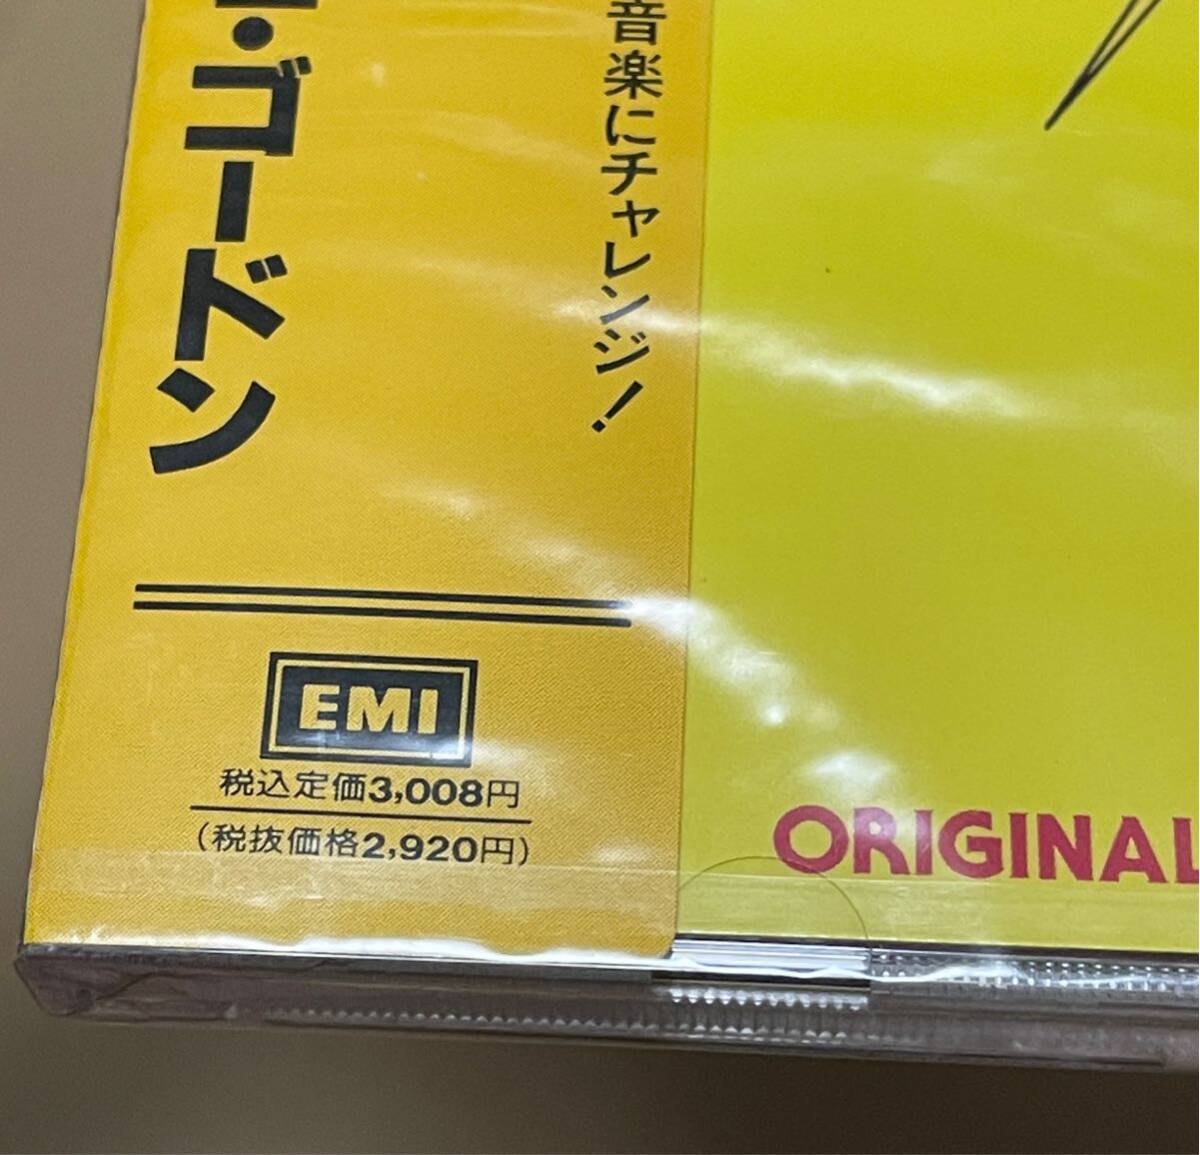 ・ゴードン
音楽にチャレンジ!
EMI
税込定価3,008円
(税抜価格2,920円)
ORIGINAL